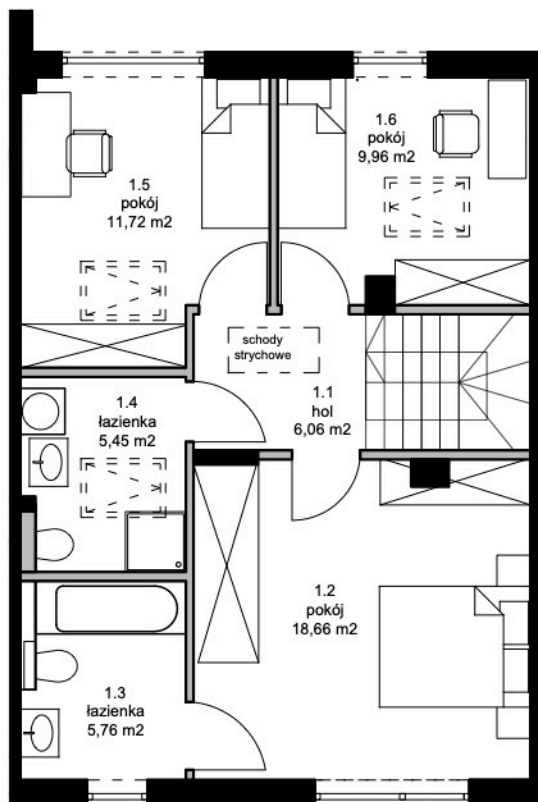 1.6
pokój
9,96 m2
1.5
pokój
11,72 m2
schody
strychowe
1.1
hol
6,06 m2
1.4
łazienka
5,45 m2
1.2
pokój
18,66 m2
1.3
łazienka
5,76 m2